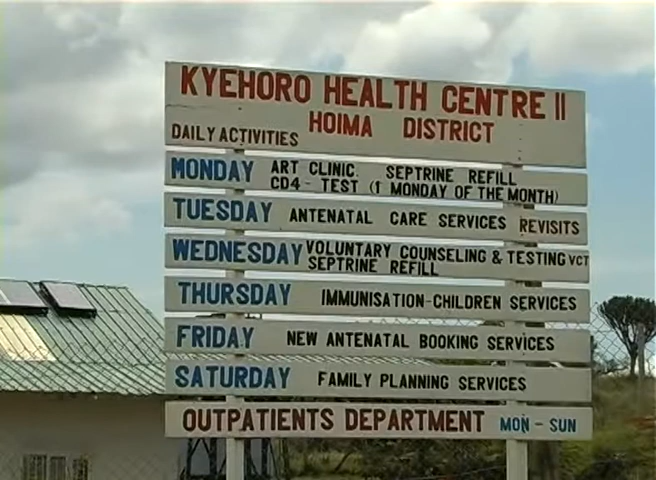 KYEHORO HEALTH CENTRE II
HOIMA DISTRICT
DAILY ACTIVITIES
MONDAY ART CLINIC. SEPTRINE REFILL
CD4 - TEST (1 MONDAY OF THE MONTH)
TUESDAY ANTENATAL CARE SERVICES REVISITS
WEDNESDAY VOLUNTARY COUNSELING & TESTING VCT
SEPTRINE REFILL
THURSDAY IMMUNISATION-CHILDREN SERVICES
FRIDAY NEW ANTENATAL BOOKING SERVICES
SATURDAY FAMILY PLANNING SERVICES
OUTPATIENTS DEPARTMENT MON - SUN